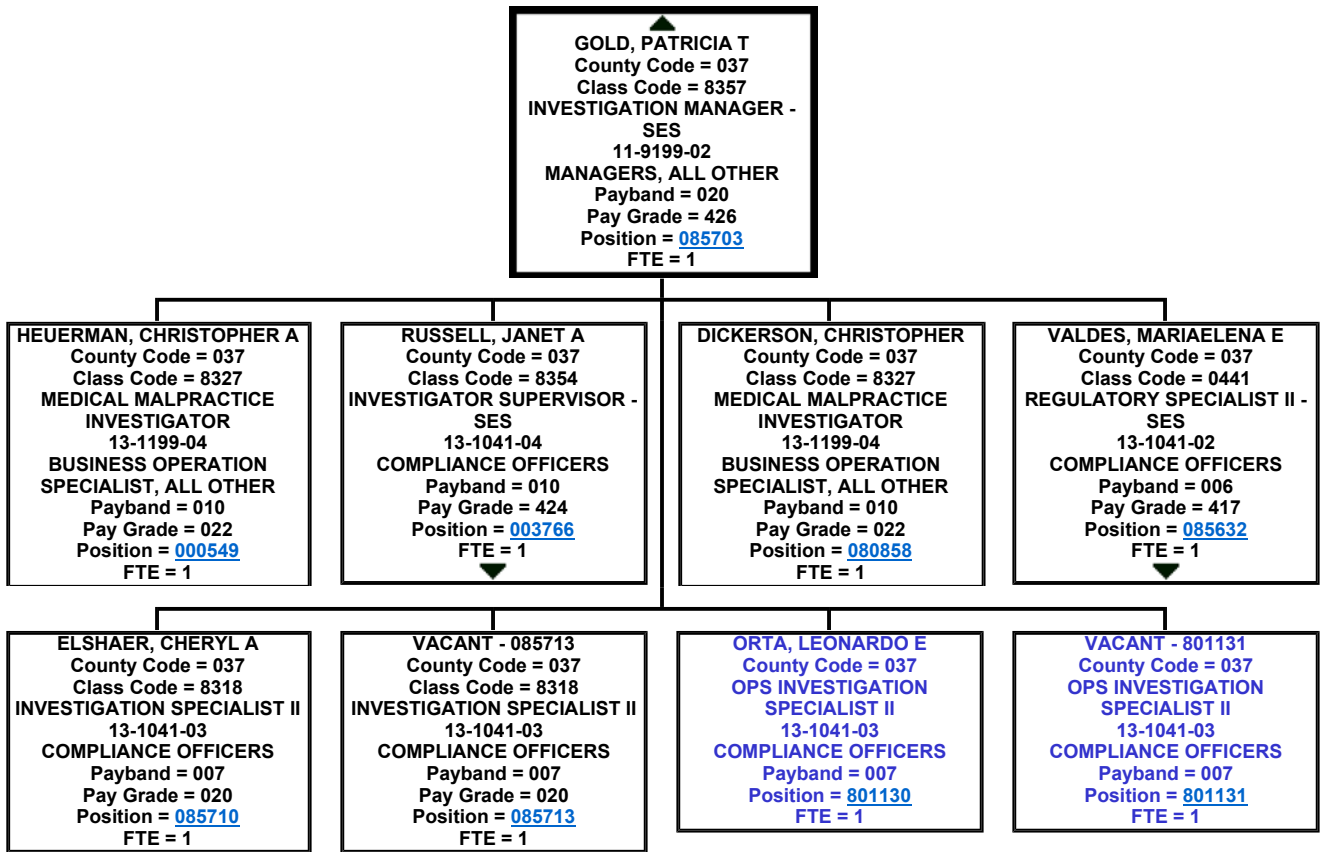 GOLD, PATRICIA T
County Code = 037
Class Code = 8357
INVESTIGATION MANAGER -
SES
11-9199-02
MANAGERS, ALL OTHER
Payband = 020
Pay Grade = 426
Position = 085703
FTE = 1
HEUERMAN, CHRISTOPHER A
County Code = 037
Class Code = 8327
MEDICAL MALPRACTICE
INVESTIGATOR
13-1199-04
BUSINESS OPERATION
SPECIALIST, ALL OTHER
Payband = 010
Pay Grade = 022
Position = 000549
FTE = 1
RUSSELL, JANET A
County Code = 037
Class Code = 8354
INVESTIGATOR SUPERVISOR -
SES
13-1041-04
COMPLIANCE OFFICERS
Payband = 010
Pay Grade = 424
Position = 003766
FTE = 1
DICKERSON, CHRISTOPHER
County Code = 037
Class Code = 8327
MEDICAL MALPRACTICE
INVESTIGATOR
13-1199-04
BUSINESS OPERATION
SPECIALIST, ALL OTHER
Payband = 010
Pay Grade = 022
Position = 080858
FTE = 1
VALDES, MARIAELENA E
County Code = 037
Class Code = 0441
REGULATORY SPECIALIST II -
SES
13-1041-02
COMPLIANCE OFFICERS
Payband = 006
Pay Grade = 417
Position = 085632
FTE = 1
ELSHAER, CHERYL A
County Code = 037
Class Code = 8318
INVESTIGATION SPECIALIST II
13-1041-03
COMPLIANCE OFFICERS
Payband = 007
Pay Grade = 020
Position = 085710
FTE = 1
VACANT - 085713
County Code = 037
Class Code = 8318
INVESTIGATION SPECIALIST II
13-1041-03
COMPLIANCE OFFICERS
Payband = 007
Pay Grade = 020
Position = 085713
FTE = 1
ORTA, LEONARDO E
County Code = 037
OPS INVESTIGATION
SPECIALIST II
13-1041-03
COMPLIANCE OFFICERS
Payband = 007
Position = 801130
FTE = 1
VACANT - 801131
County Code = 037
OPS INVESTIGATION
SPECIALIST II
13-1041-03
COMPLIANCE OFFICERS
Payband = 007
Position = 801131
FTE = 1